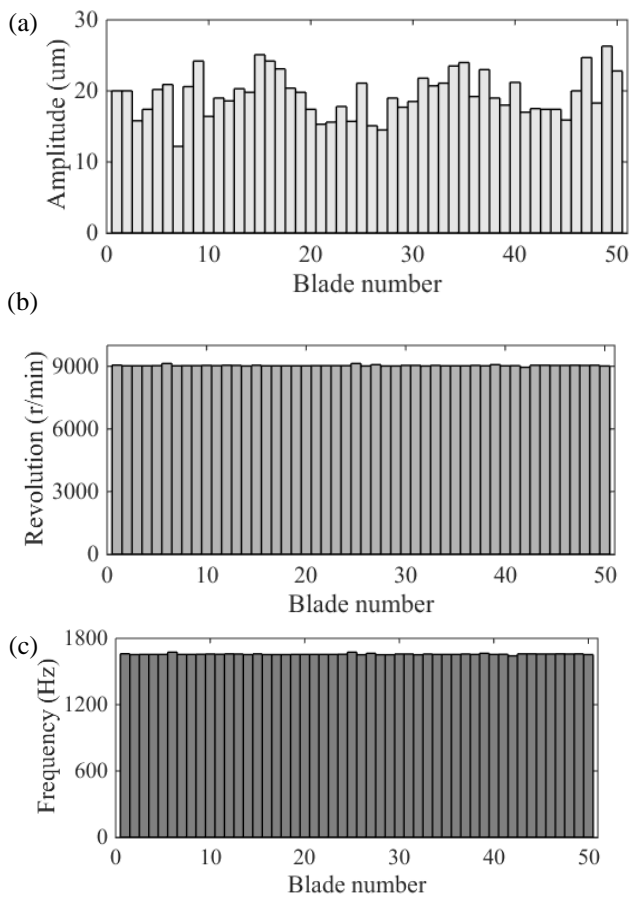 (a)
Amplitude (um)
30
20
10
0
0 10 20 30 40 50
Blade number
(b)
Revolution (r/min)
9000
6000
3000
0
0 10 20 30 40 50
Blade number
(c)
Frequency (Hz)
1800
1200
600
0
0 10 20 30 40 50
Blade number